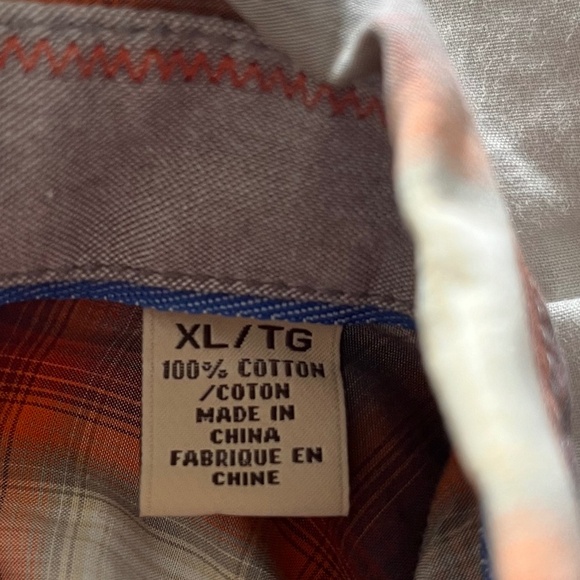 XL/TG
100% COTTON
/COTON
MADE IN
CHINA
FABRIQUE EN
CHINE